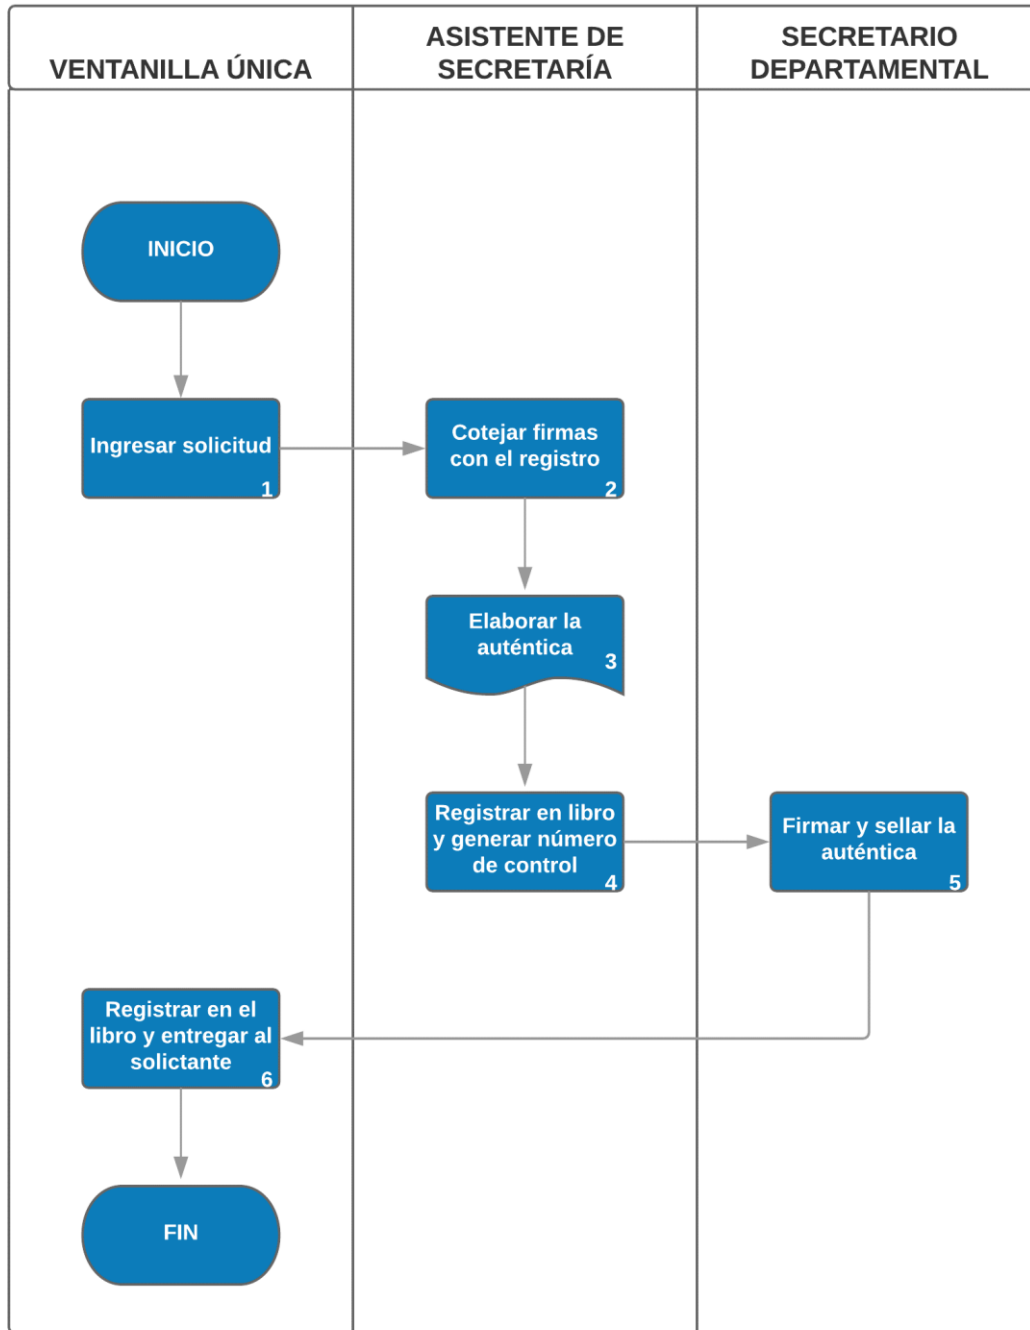 VENTANILLA ÚNICA
ASISTENTE DE
SECRETARÍA
SECRETARIO
DEPARTAMENTAL
INICIO
Ingresar solicitud
1
Cotejar firmas
con el registro
2
Elaborar la
auténtica
3
Registrar en libro
y generar número
de control
4
Firmar y sellar la
auténtica
5
Registrar en el
libro y entregar al
solictante
6
FIN